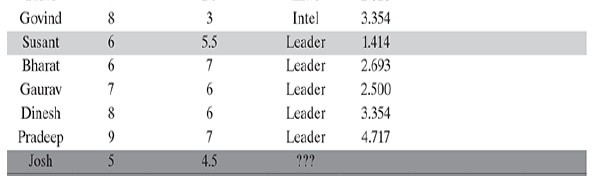 Govind 8 3 Intel 3.354
Susant 6 5.5 Leader 1.414
Bharat 6 7 Leader 2.693
Gaurav 7 6 Leader 2.500
Dinesh 8 6 Leader 3.354
Pradeep 9 7 Leader 4.717
Josh 5 4.5 ???